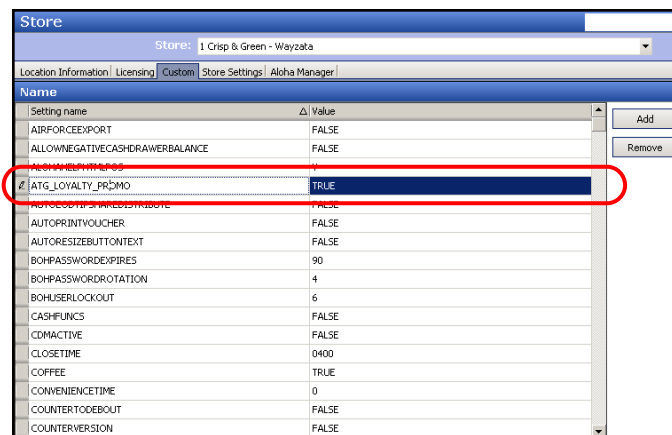 Store
Store: 1 Crisp & Green - Wayzata
Location Information Licensing Custom Store Settings Aloha Manager
Name
Setting name Value
Add
AIRFORCEEXPORT FALSE
ALLOWNEGATIVECASHDRAWERBALANCE FALSE
Remove
ATG_LOYALTY_PROMO TRUE
AUTOEODTIPSHAREDISTRIBUTE FALSE
AUTOPRINTVOUCHER FALSE
AUTORESIZEBUTTONTEXT FALSE
BOHPASSWORDEXPIRES 90
BOHPASSWORDROTATION 4
BOHUSERLOCKOUT 6
CASHFUNCS FALSE
CDMACTIVE FALSE
CLOSETIME 0400
COFFEE TRUE
CONVENIENCETIME 0
COUNTERTODEBOUT FALSE
COUNTERVERSION FALSE